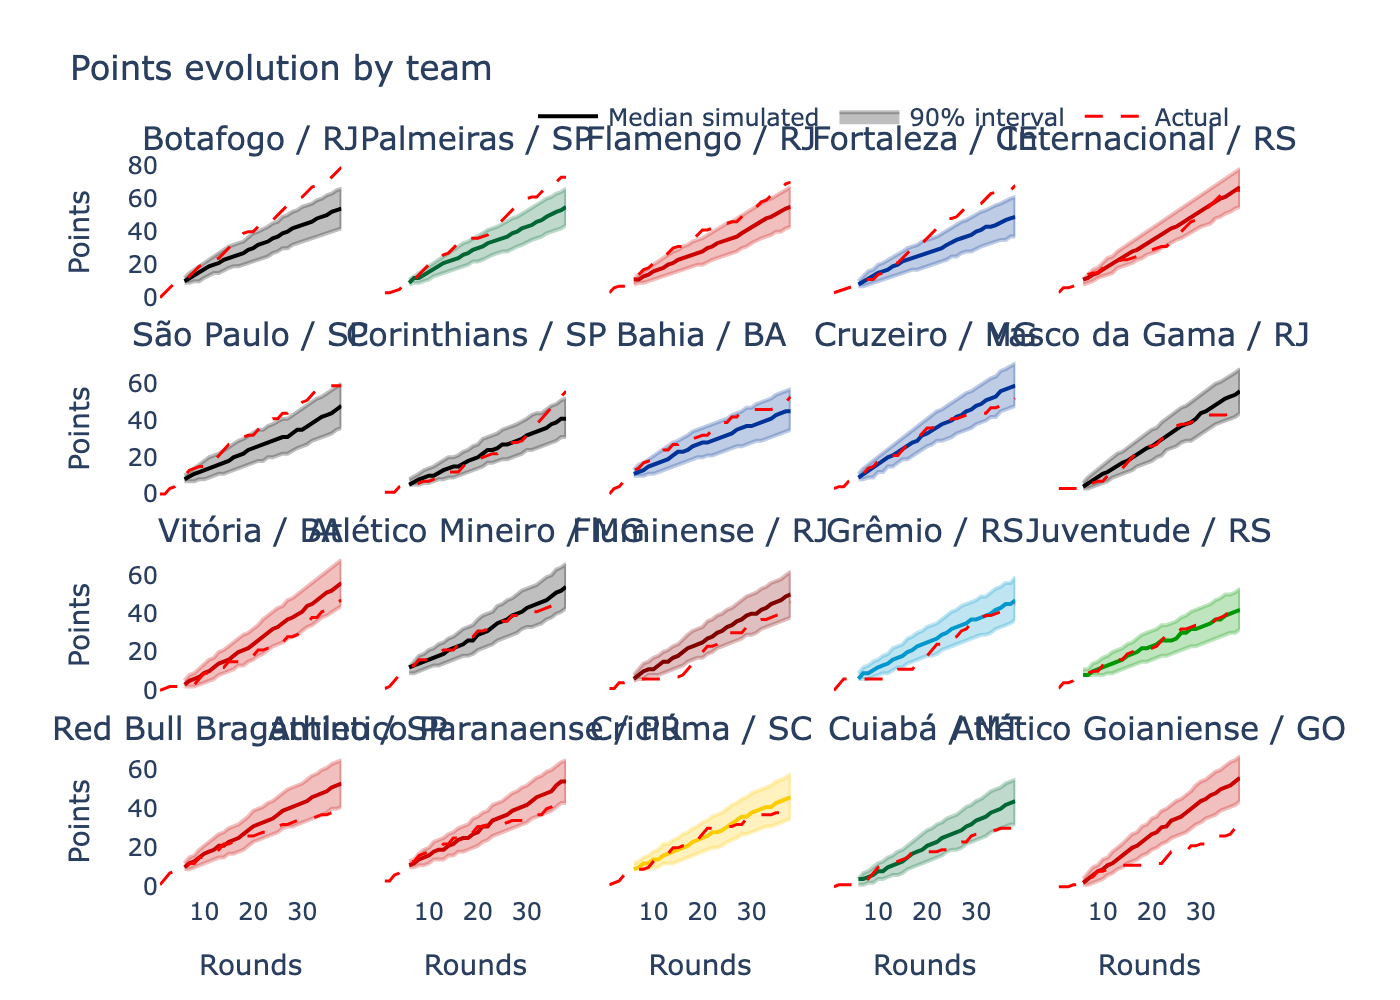 Points evolution by team
Median simulated 90% interval Actual
Botafogo / RJ Palmeiras / SP Flamengo / RJ Fortaleza / CE Internacional / RS
80
60
40
20
0
Points
São Paulo / SP Corinthians / SP Bahia / BA Cruzeiro / MG Vasco da Gama / RJ
60
40
20
0
Points
Vitória / BA Atlético Mineiro / MG Fluminense / RJ Grêmio / RS Juventude / RS
60
40
20
0
Points
Red Bull Bragantino / SP Athletico Paranaense / PR Criciúma / SC Cuiabá / MT Atlético Goianiense / GO
60
40
20
0
Points
10 20 30 10 20 30 10 20 30 10 20 30 10 20 30
Rounds Rounds Rounds Rounds Rounds